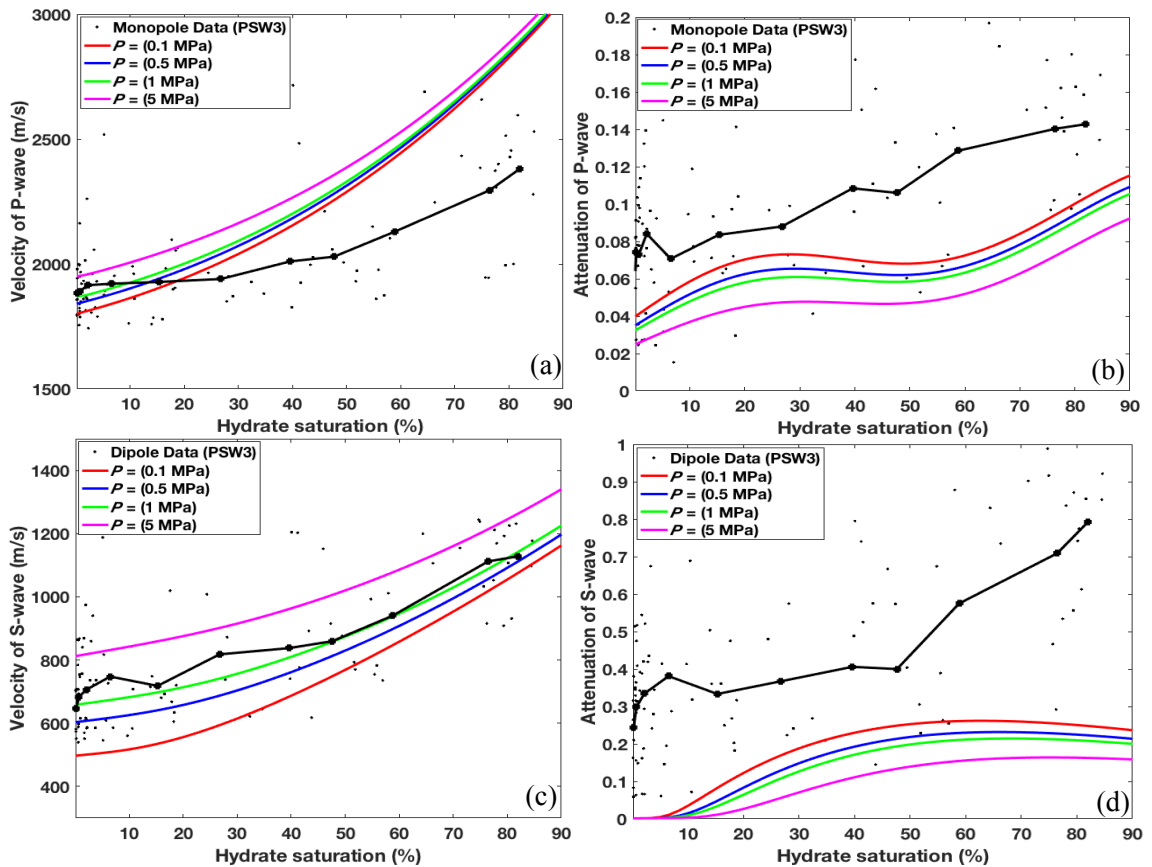 3000
2500
2000
1500
Velocity of P-wave (m/s)
Monopole Data (PSW3)
P = (0.1 MPa)
P = (0.5 MPa)
P = (1 MPa)
P = (5 MPa)
(a)
10 20 30 40 50 60 70 80 90
Hydrate saturation (%)
0.2
0.18
0.16
0.14
0.12
0.1
0.08
0.06
0.04
0.02
0
Attenuation of P-wave
Monopole Data (PSW3)
P = (0.1 MPa)
P = (0.5 MPa)
P = (1 MPa)
P = (5 MPa)
(b)
10 20 30 40 50 60 70 80 90
Hydrate saturation (%)
1400
1200
1000
800
600
400
Velocity of S-wave (m/s)
Dipole Data (PSW3)
P = (0.1 MPa)
P = (0.5 MPa)
P = (1 MPa)
P = (5 MPa)
(c)
10 20 30 40 50 60 70 80 90
Hydrate saturation (%)
1
0.9
0.8
0.7
0.6
0.5
0.4
0.3
0.2
0.1
0
Attenuation of S-wave
Dipole Data (PSW3)
P = (0.1 MPa)
P = (0.5 MPa)
P = (1 MPa)
P = (5 MPa)
(d)
10 20 30 40 50 60 70 80 90
Hydrate saturation (%)